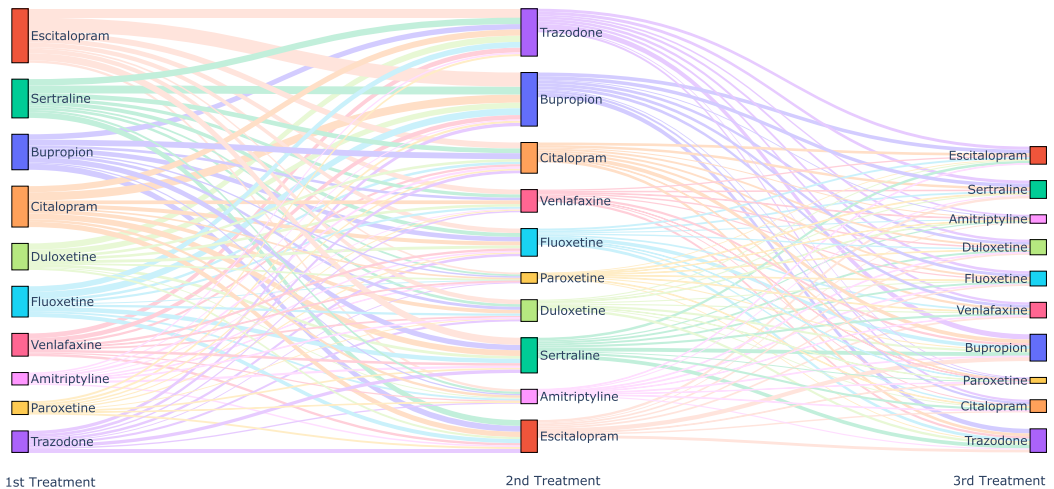 Escitalopram
Sertraline
Bupropion
Citalopram
Duloxetine
Fluoxetine
Venlafaxine
Amitriptyline
Paroxetine
Trazodone
1st Treatment
Trazodone
Bupropion
Citalopram
Venlafaxine
Fluoxetine
Paroxetine
Duloxetine
Sertraline
Amitriptyline
Escitalopram
2nd Treatment
Escitalopram
Sertraline
Amitriptyline
Duloxetine
Fluoxetine
Venlafaxine
Bupropion
Paroxetine
Citalopram
Trazodone
3rd Treatment